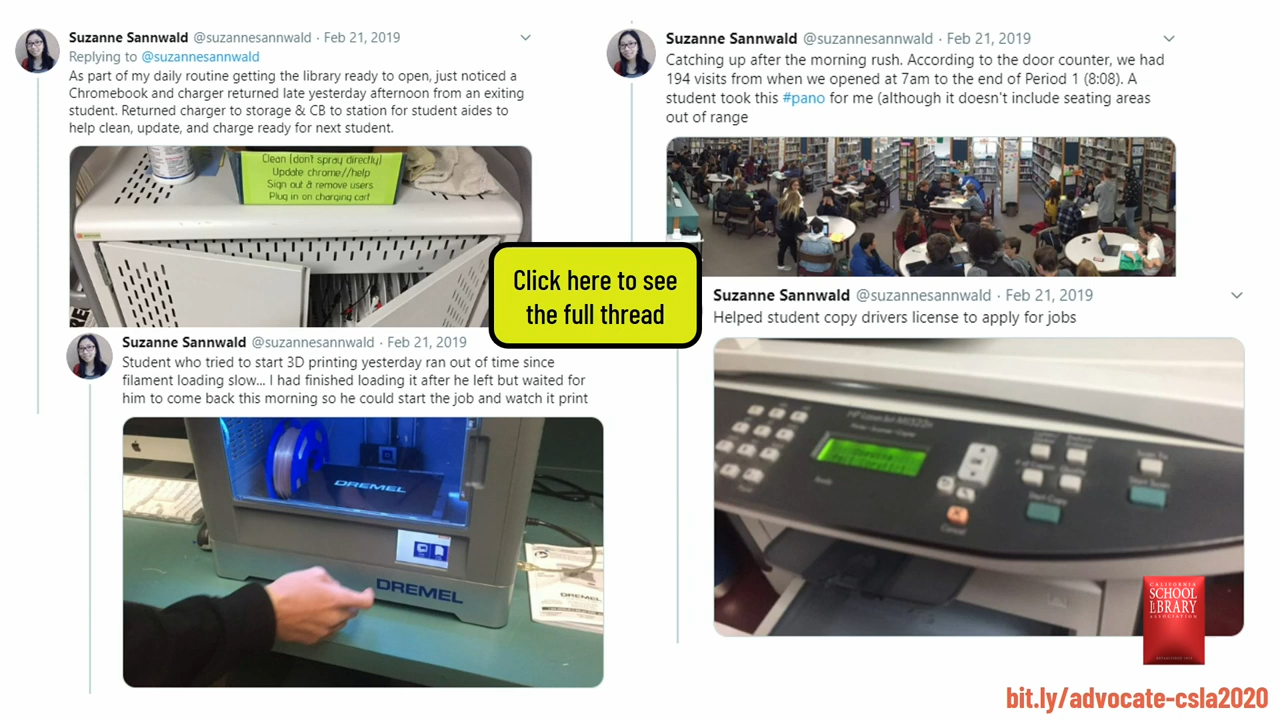 Suzanne Sannwald @suzannesannwald · Feb 21, 2019
Replying to @suzannesannwald
As part of my daily routine getting the library ready to open, just noticed a
Chromebook and charger returned late yesterday afternoon from an exiting
student. Returned charger to storage & CB to station for student aides to
help clean, update, and charge ready for next student.
Clean (don't spray directly)
Update chrome://help
Sign out & remove users
Plug in on charging cart
Suzanne Sannwald @suzannesannwald · Feb 21, 2019
Student who tried to start 3D printing yesterday ran out of time since
filament loading slow... I had finished loading it after he left but waited for
him to come back this morning so he could start the job and watch it print
DREMEL
DREMEL
Click here to see
the full thread
Suzanne Sannwald @suzannesannwald · Feb 21, 2019
Catching up after the morning rush. According to the door counter, we had
194 visits from when we opened at 7am to the end of Period 1 (8:08). A
student took this #pano for me (although it doesn't include seating areas
out of range
Suzanne Sannwald @suzannesannwald · Feb 21, 2019
Helped student copy drivers license to apply for jobs
Start Copy
Cancel
Start Scan
CALIFORNIA
SCHOOL
LIBRARY
ASSOCIATION
bit.ly/advocate-csla2020